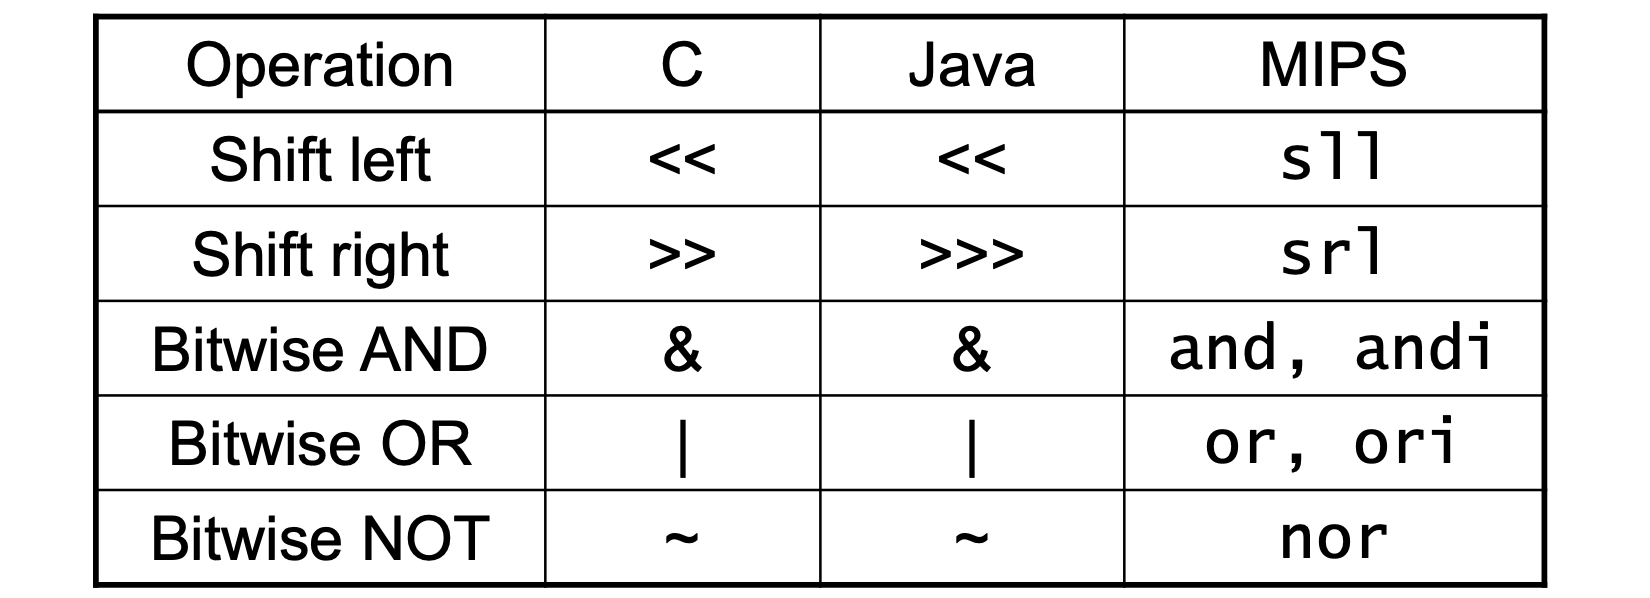 Operation C Java MIPS
Shift left << << sll
Shift right >> >>> srl
Bitwise AND & & and, andi
Bitwise OR | | or, ori
Bitwise NOT ~ ~ nor